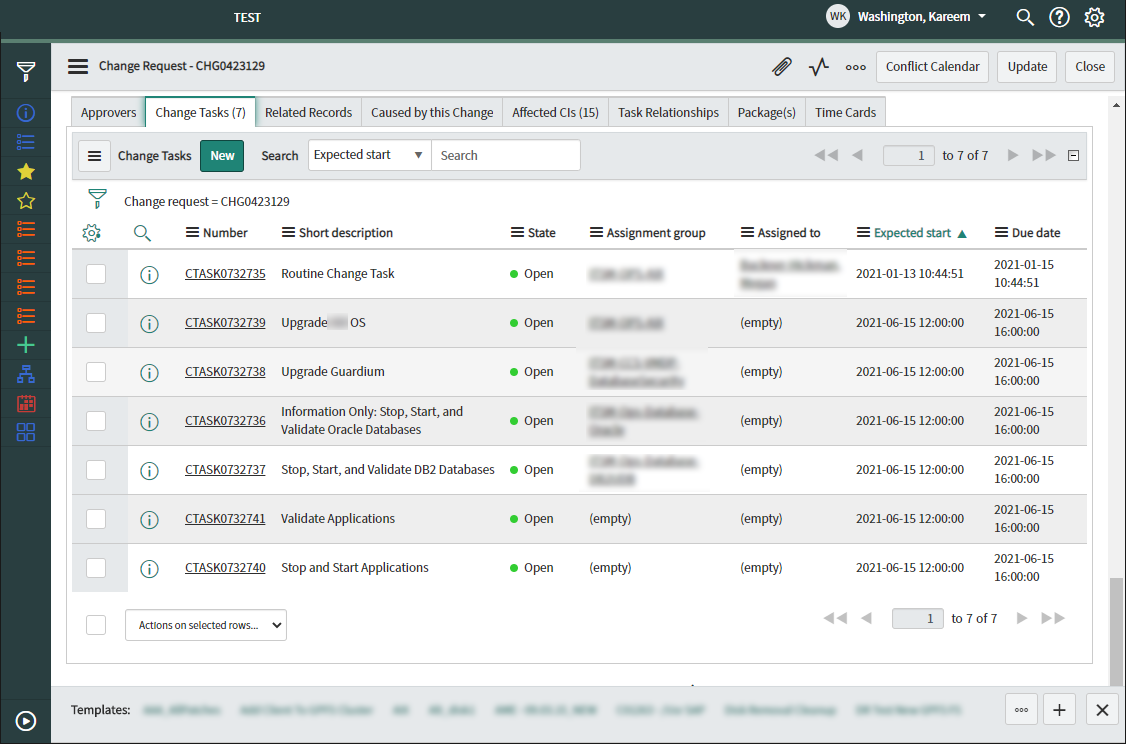 TEST
WK Washington, Kareem
Change Request - CHG0423129
Conflict Calendar Update Close
Approvers Change Tasks (7) Related Records Caused by this Change Affected CIs (15) Task Relationships Package(s) Time Cards
Change Tasks New Search Expected start Search 1 to 7 of 7
Change request = CHG0423129
Number Short description State Assignment group Assigned to Expected start Due date
CTASK0732735 Routine Change Task Open 2021-01-13 10:44:51 2021-01-15
10:44:51
CTASK0732739 Upgrade OS Open (empty) 2021-06-15 12:00:00 2021-06-15
16:00:00
CTASK0732738 Upgrade Guardium Open (empty) 2021-06-15 12:00:00 2021-06-15
16:00:00
CTASK0732736 Information Only: Stop, Start, and Open (empty) 2021-06-15 12:00:00 2021-06-15
Validate Oracle Databases 16:00:00
CTASK0732737 Stop, Start, and Validate DB2 Databases Open (empty) 2021-06-15 12:00:00 2021-06-15
16:00:00
CTASK0732741 Validate Applications Open (empty) (empty) 2021-06-15 12:00:00 2021-06-15
16:00:00
CTASK0732740 Stop and Start Applications Open (empty) (empty) 2021-06-15 12:00:00 2021-06-15
16:00:00
Actions on selected rows... 1 to 7 of 7
Templates: